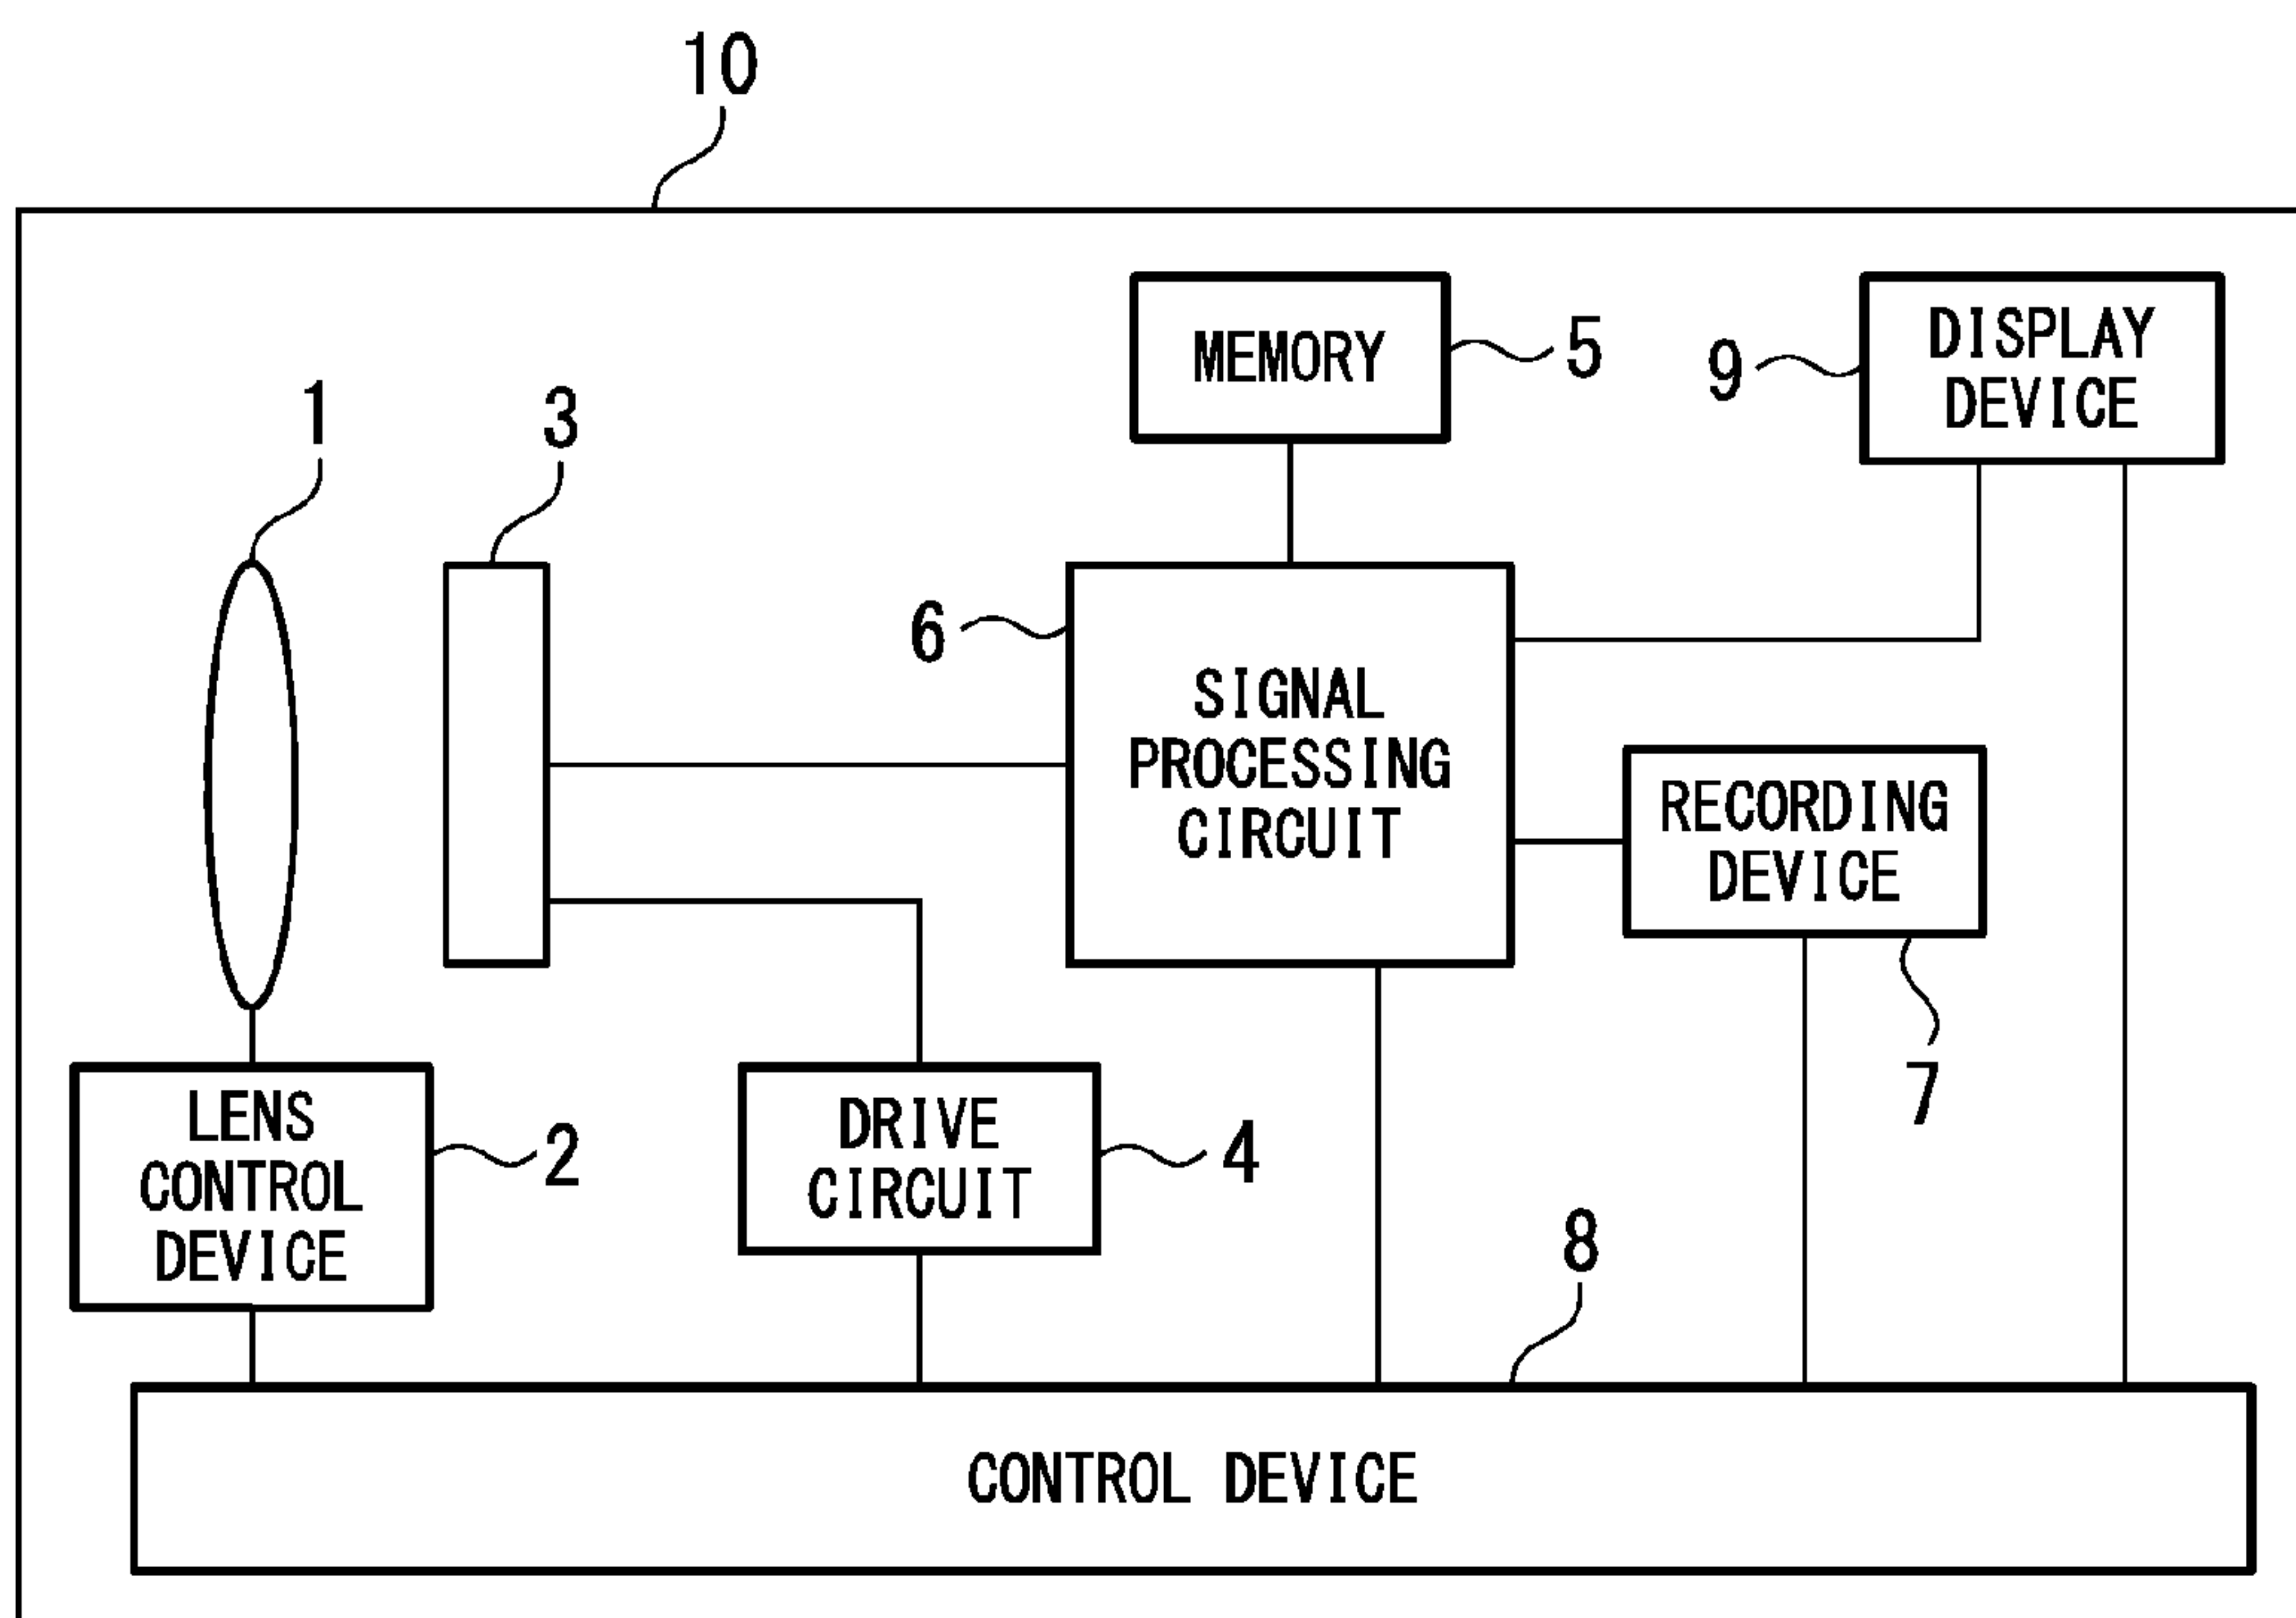 10
MEMORY
5
9
DISPLAY
DEVICE
1
3
6
SIGNAL
PROCESSING
CIRCUIT
RECORDING
DEVICE
7
LENS
CONTROL
DEVICE
2
DRIVE
CIRCUIT
4
8
CONTROL DEVICE